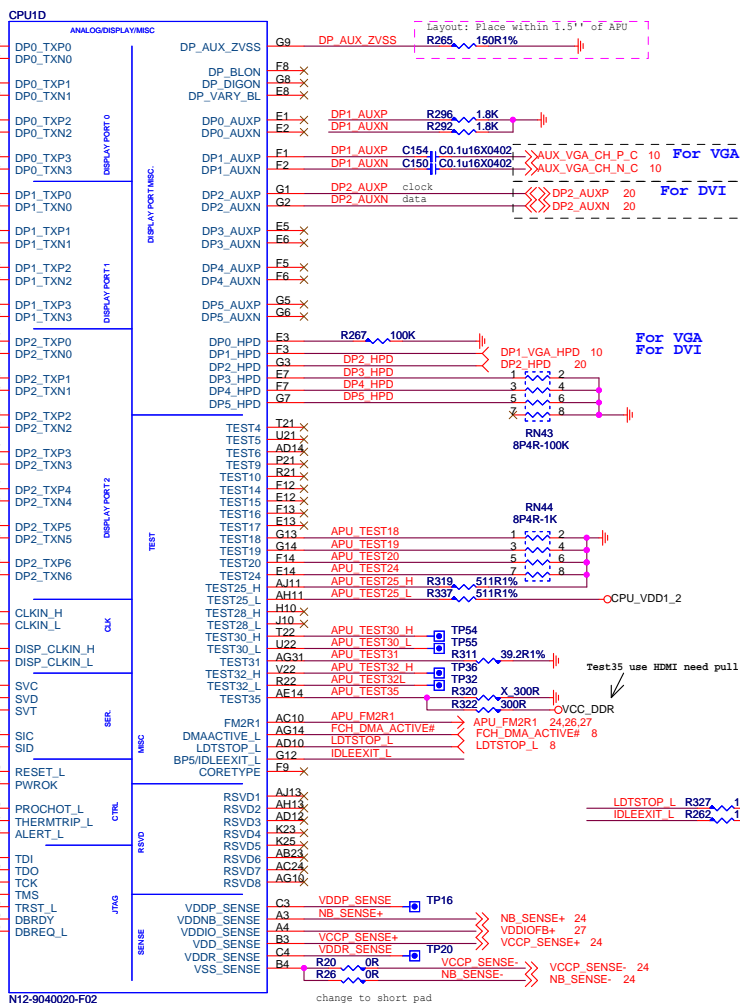 CPU1D
ANALOG/DISPLAY/MISC
Layout: Place within 1.5'' of APU
DP0_TXP0 DP_AUX_ZVSS G9 DP_AUX_ZVSS R265 150R1%
DP0_TXN0
DP_BLON F8
DP0_TXP1 DP_DIGON G8
DP0_TXN1 DP_VARY_BL E8
DP0_TXP2 DP0_AUXP E1 DP1_AUXP R296 1.8K
DP0_TXN2 DP0_AUXN E2 DP1_AUXN R292 1.8K
DISPLAY PORT 0
DISPLAY PORT MISC.
DP0_TXP3 DP1_AUXP F1 DP1_AUXP C154 C0.1u16X0402 AUX_VGA_CH_P_C 10 For VGA
DP0_TXN3 DP1_AUXN F2 DP1_AUXN C150 C0.1u16X0402 AUX_VGA_CH_N_C 10
DP1_TXP0 DP2_AUXP G1 DP2_AUXP clock DP2_AUXP 20 For DVI
DP1_TXN0 DP2_AUXN G2 DP2_AUXN data DP2_AUXN 20
DP1_TXP1 DP3_AUXP E5
DP1_TXN1 DP3_AUXN E6
DISPLAY PORT 1
DP1_TXP2 DP4_AUXP F5
DP1_TXN2 DP4_AUXN F6
DP1_TXP3 DP5_AUXP G5
DP1_TXN3 DP5_AUXN G6
DP2_TXP0 DP0_HPD E3 R267 100K For VGA
DP2_TXN0 DP1_HPD F3 DP1_VGA_HPD 10 For DVI
DP2_HPD G3 DP2_HPD DP2_HPD 20
DP2_TXP1 DP3_HPD E7 DP3_HPD 1 2
DP2_TXN1 DP4_HPD F7 DP4_HPD 3 4
DP5_HPD G7 DP5_HPD 5 6
7 8
RN43
8P4R-100K
DP2_TXP2 TEST4 T21
DP2_TXN2 TEST5 U21
TEST6 AD14
DP2_TXP3 TEST9 P21
DP2_TXN3 TEST10 R21
TEST14 F12
DISPLAY PORT 2
DP2_TXP4 TEST15 E12
DP2_TXN4 TEST16 F13
TEST17 E13
RN44
8P4R-1K
DP2_TXP5 TEST18 G13 APU_TEST18 1 2
DP2_TXN5 TEST19 G14 APU_TEST19 3 4
TEST
DP2_TXP6 TEST20 F14 APU_TEST20 5 6
DP2_TXN6 TEST24 E14 APU_TEST24 7 8
TEST25_H AJ11 APU_TEST25_H R319 511R1%
TEST25_L AH11 APU_TEST25_L R337 511R1% CPU_VDD1_2
CLKIN_H TEST28_H H10
CLKIN_L TEST28_L J10
CLK
TEST30_H T22 APU_TEST30_H TP54
DISP_CLKIN_H TEST30_L U22 APU_TEST30_L TP55
DISP_CLKIN_L TEST31 AG31 APU_TEST31 R311 39.2R1%
TEST32_H V22 APU_TEST32_H TP36 Test35 use HDMI need pull
SVC TEST32_L R22 APU_TEST32L TP32
SVD TEST35 AE14 APU_TEST35 R320 X_300R
SVT R322 300R VCC_DDR
SER.
FM2R1 AC10 APU_FM2R1 APU_FM2R1 24,26,27
SIC DMAACTIVE_L AG14 FCH_DMA_ACTIVE# FCH_DMA_ACTIVE# 8
SID LDTSTOP_L AD10 LDTSTOP_L LDTSTOP_L 8
MISC
BP5/IDLEEXIT_L G12 IDLEEXIT_L
RESET_L CORETYPE F9
PWROK
RSVD1 AJ13
PROCHOT_L RSVD2 AH13 LDTSTOP_L R327 1
THERMTRIP_L RSVD3 AD12 IDLEEXIT_L R262 1
ALERT_L RSVD4 K23
CTRL
RSVD
RSVD5 K25
TDI RSVD6 AB23
TDO RSVD7 AC24
TCK RSVD8 AG10
TMS
JTAG
TRST_L VDDP_SENSE C3 VDDP_SENSE TP16
DBRDY VDDNB_SENSE A3 NB_SENSE+ NB_SENSE+ 24
DBREQ_L VDDIO_SENSE A4 VDDIOFB+ 27
VDD_SENSE B3 VCCP_SENSE+ VCCP_SENSE+ 24
SENSE
VDDR_SENSE C4 VDDR_SENSE TP20
VSS_SENSE B4 R20 0R VCCP_SENSE- VCCP_SENSE- 24
R26 0R NB_SENSE- NB_SENSE- 24
N12-9040020-F02 change to short pad